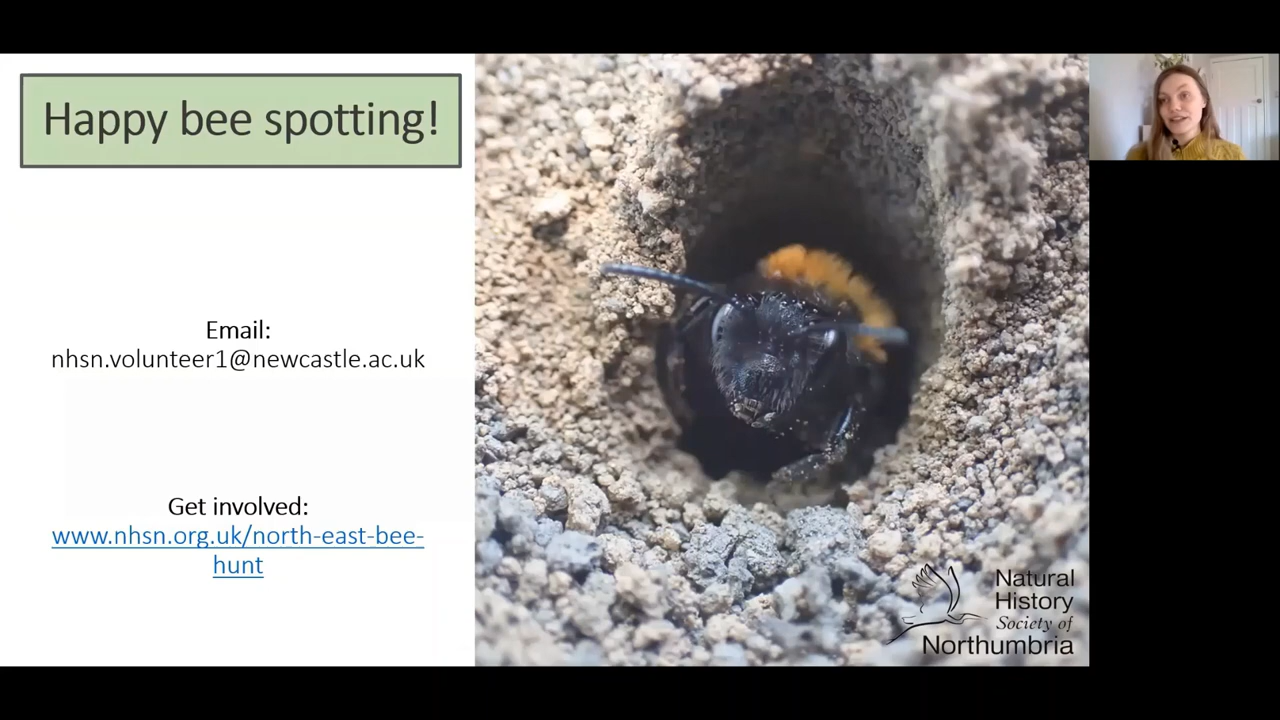 Happy bee spotting!
Email:
nhsn.volunteer1@newcastle.ac.uk
Get involved:
www.nhsn.org.uk/north-east-bee-
hunt
Natural
History
Society of
Northumbria